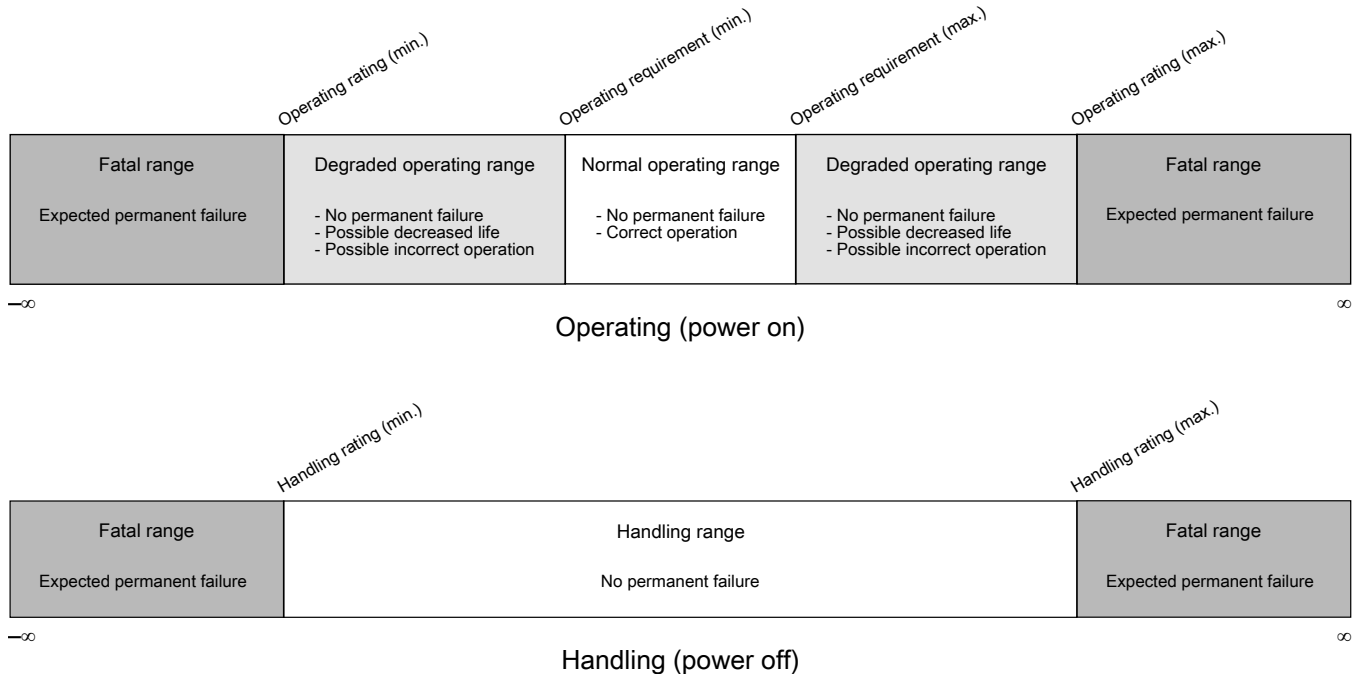 Operating rating (min.)
Operating requirement (min.)
Operating requirement (max.)
Operating rating (max.)
Fatal range
Expected permanent failure
Degraded operating range
- No permanent failure
- Possible decreased life
- Possible incorrect operation
Normal operating range
- No permanent failure
- Correct operation
Degraded operating range
- No permanent failure
- Possible decreased life
- Possible incorrect operation
Fatal range
Expected permanent failure
–∞
∞
Operating (power on)
Handling rating (min.)
Handling rating (max.)
Fatal range
Expected permanent failure
Handling range
No permanent failure
Fatal range
Expected permanent failure
–∞
∞
Handling (power off)